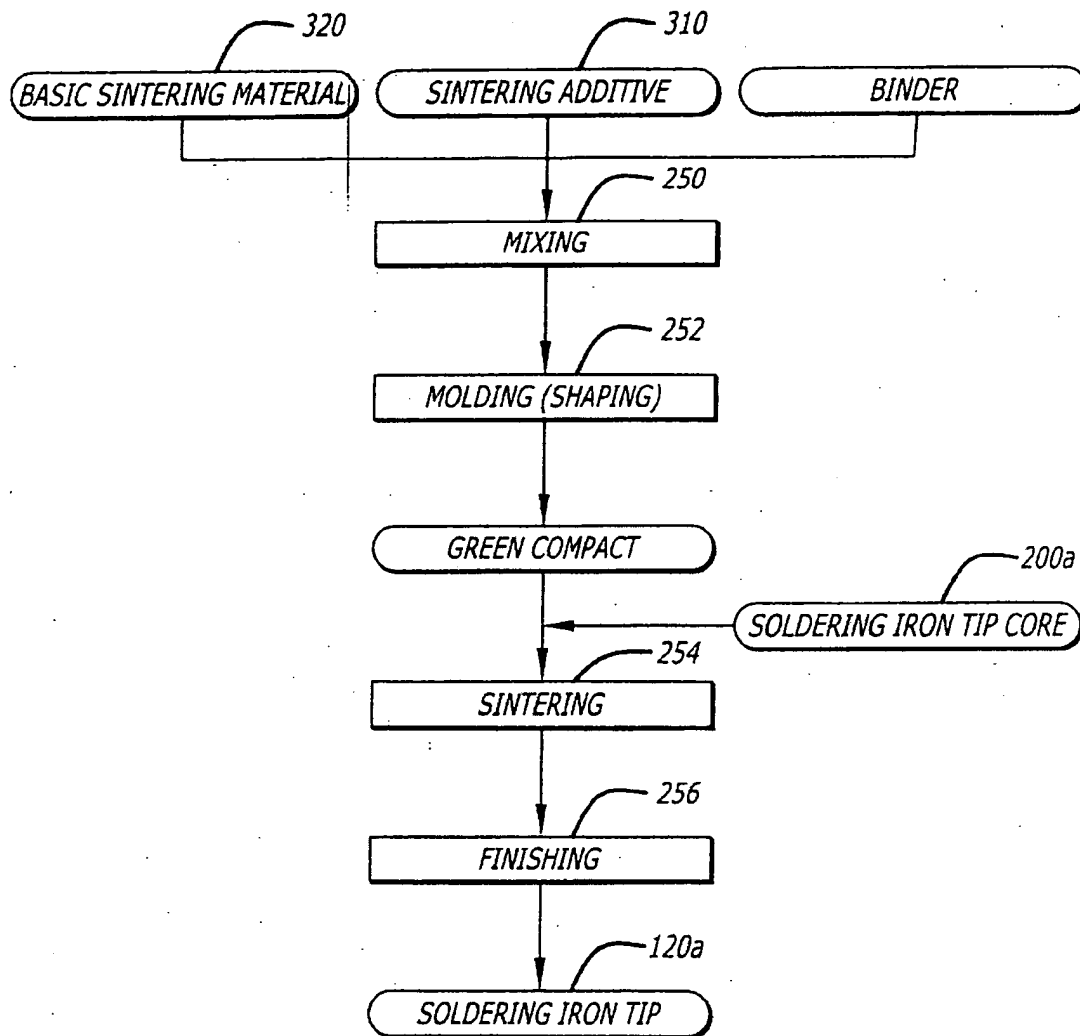 320
310
BASIC SINTERING MATERIAL
SINTERING ADDITIVE
BINDER
250
MIXING
252
MOLDING (SHAPING)
GREEN COMPACT
200a
SOLDERING IRON TIP CORE
254
SINTERING
256
FINISHING
120a
SOLDERING IRON TIP